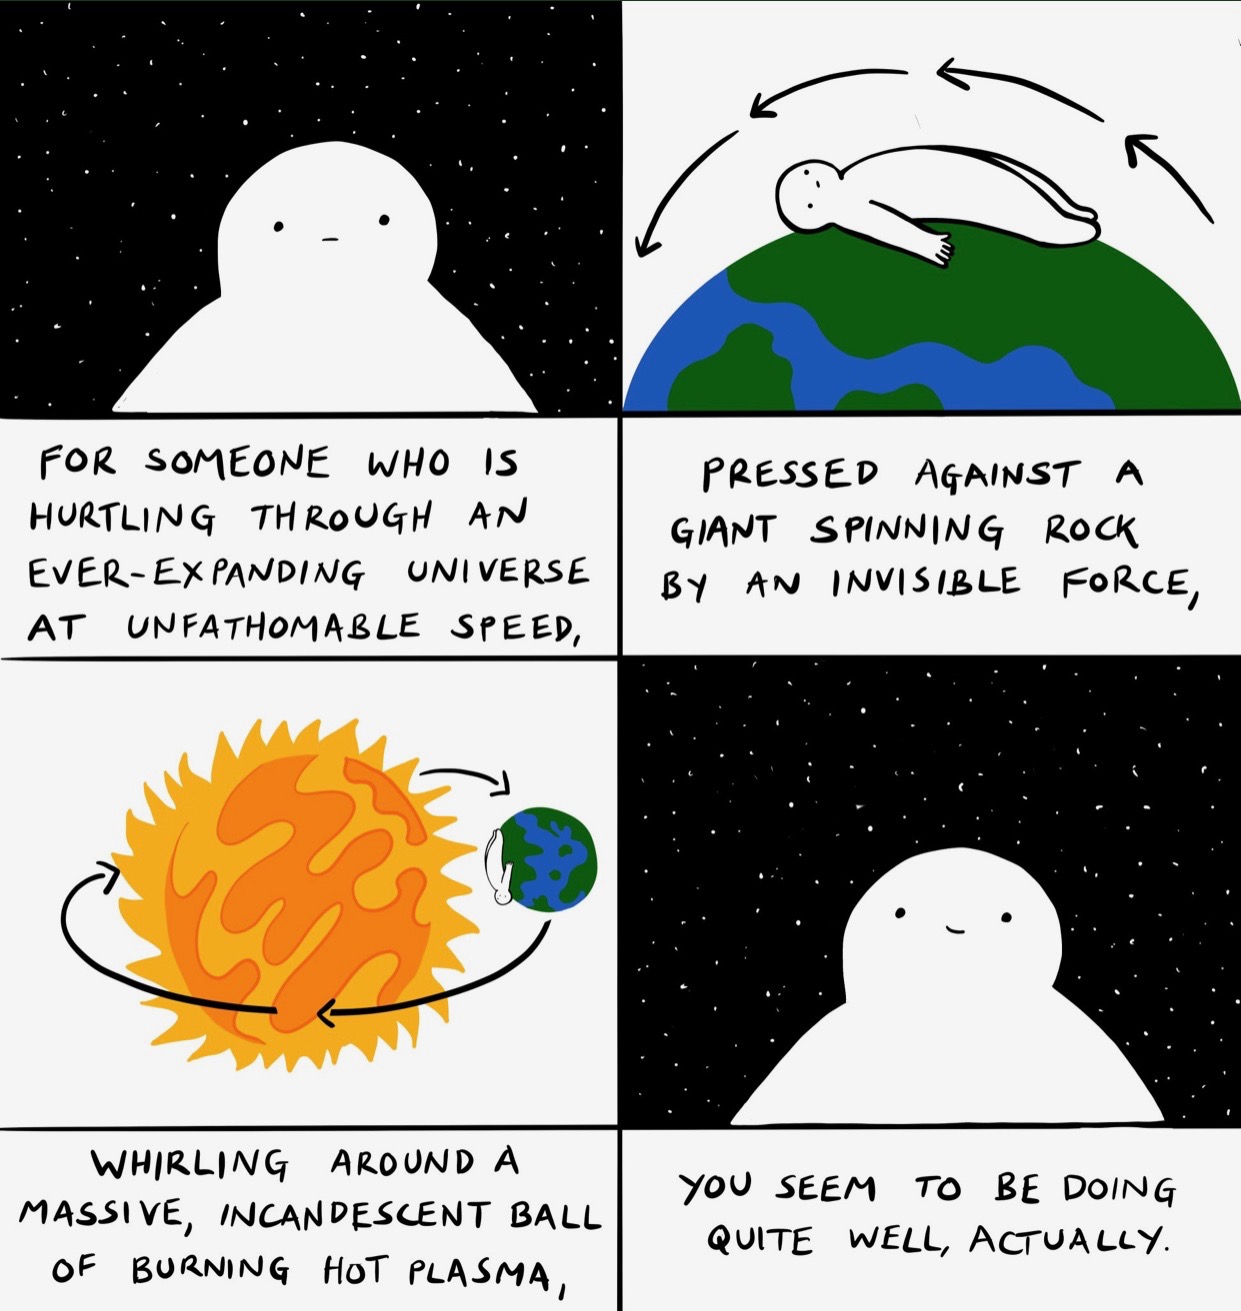 FOR SOMEONE WHO IS
HURTLING THROUGH AN
EVER-EXPANDING UNIVERSE
AT UNFATHOMABLE SPEED,
PRESSED AGAINST A
GIANT SPINNING ROCK
BY AN INVISIBLE FORCE,
WHIRLING AROUND A
MASSIVE, INCANDESCENT BALL
OF BURNING HOT PLASMA,
YOU SEEM TO BE DOING
QUITE WELL, ACTUALLY.